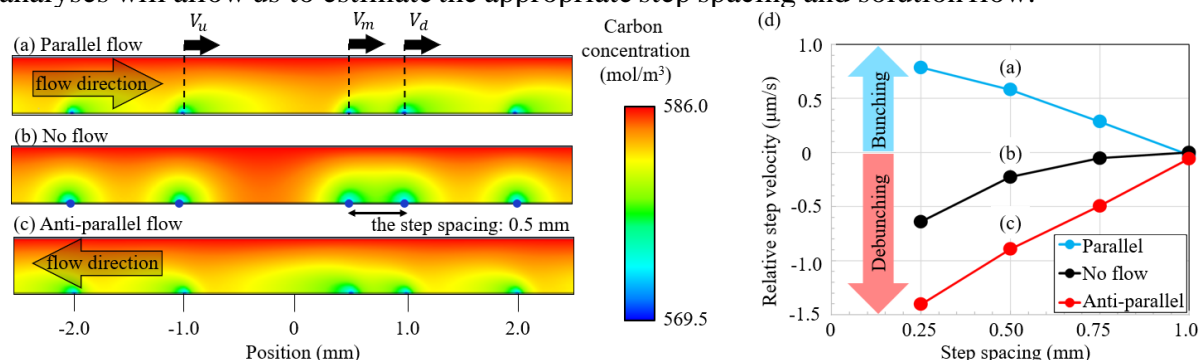 analyses will allow us to estimate the appropriate step spacing and solution flow.
V_u V_m V_d
(a) Parallel flow
flow direction
(b) No flow
the step spacing: 0.5 mm
(c) Anti-parallel flow
flow direction
-2.0 -1.0 0 1.0 2.0
Position (mm)
Carbon
concentration
(mol/m³)
586.0
569.5
(d)
Relative step velocity (μm/s)
1.0
0.5
0
-0.5
-1.0
-1.5
Bunching
Debunching
(a)
(b)
(c)
Parallel
No flow
Anti-parallel
0.25 0.50 0.75 1.0
Step spacing (mm)